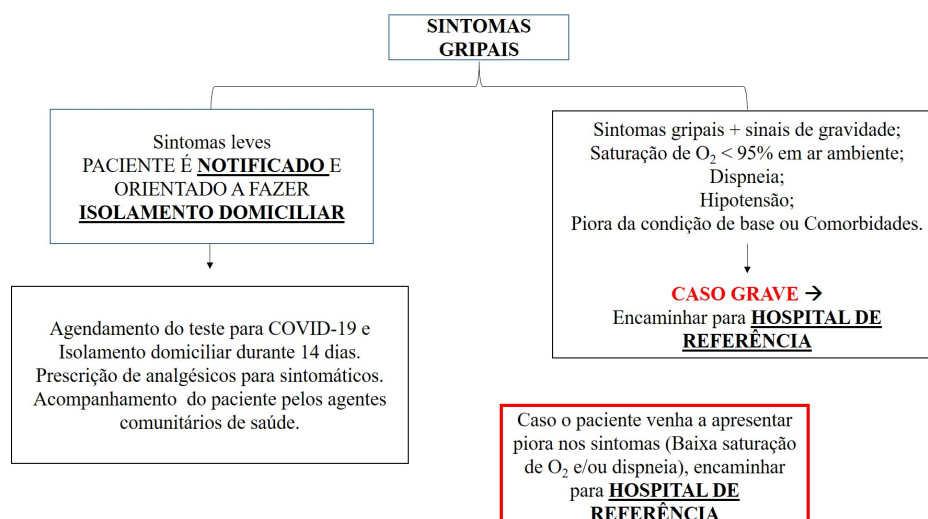 SINTOMAS
GRIPAIS
Sintomas leves
PACIENTE É NOTIFICADO E
ORIENTADO A FAZER
ISOLAMENTO DOMICILIAR
Agendamento do teste para COVID-19 e
Isolamento domiciliar durante 14 dias.
Prescrição de analgésicos para sintomáticos.
Acompanhamento do paciente pelos agentes
comunitários de saúde.
Sintomas gripais + sinais de gravidade;
Saturação de O₂ < 95% em ar ambiente;
Dispneia;
Hipotensão;
Piora da condição de base ou Comorbidades.
CASO GRAVE →
Encaminhar para HOSPITAL DE
REFERÊNCIA
Caso o paciente venha a apresentar
piora nos sintomas (Baixa saturação
de O₂ e/ou dispneia), encaminhar
para HOSPITAL DE
REFERÊNCIA